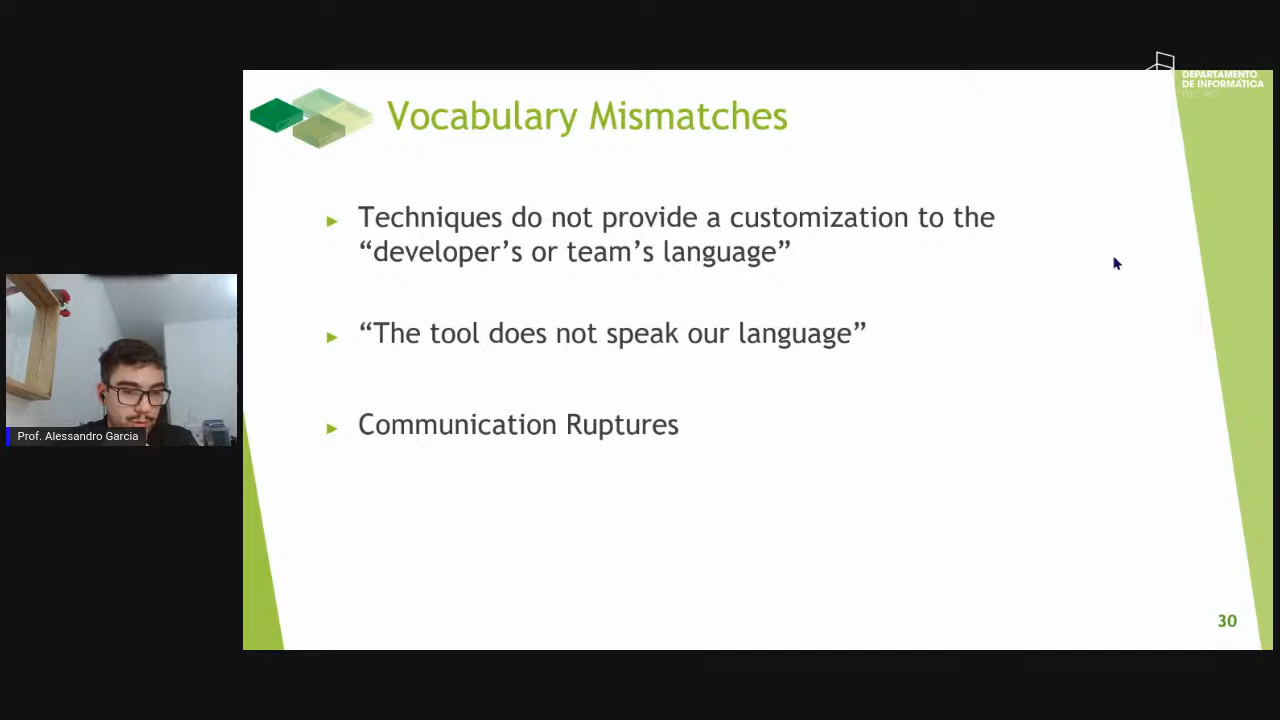 DEPARTAMENTO
DE INFORMÁTICA
Vocabulary Mismatches
► Techniques do not provide a customization to the
“developer’s or team’s language”
► “The tool does not speak our language”
► Communication Ruptures
Prof. Alessandro Garcia
30